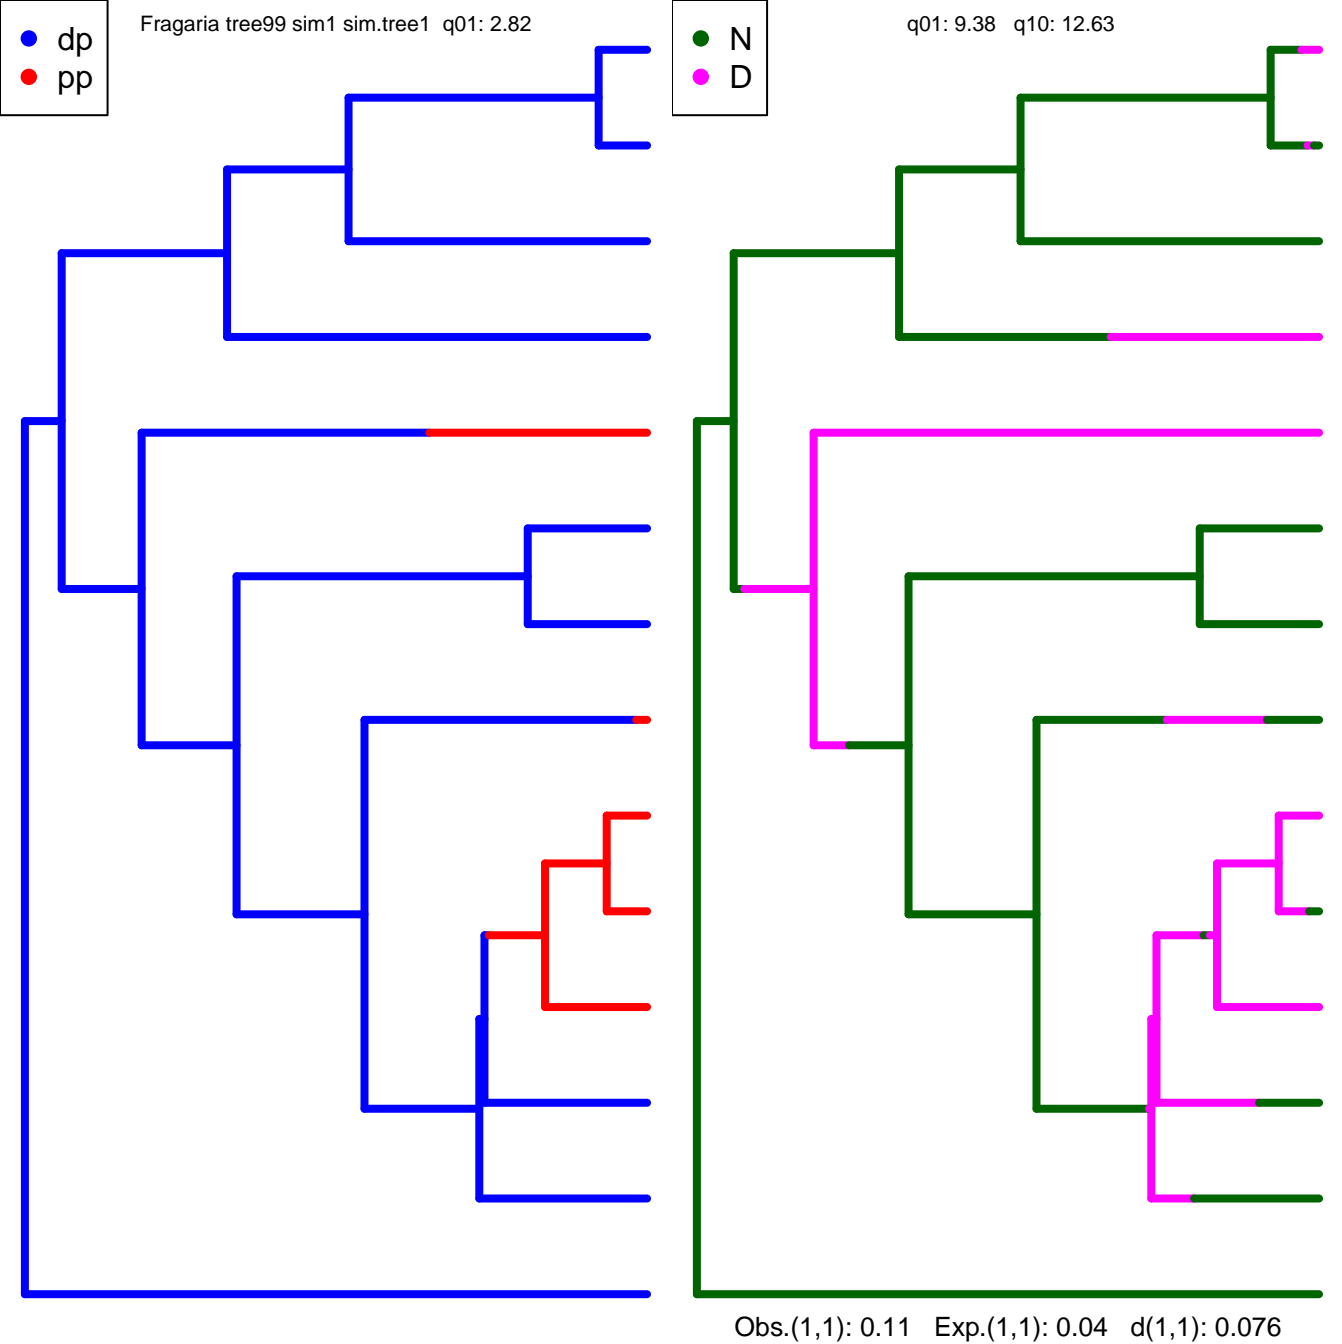 Fragaria tree99 sim1 sim.tree1  q01: 2.82
dp
pp
q01: 9.38   q10: 12.63
N
D
Obs.(1,1): 0.11   Exp.(1,1): 0.04   d(1,1): 0.076